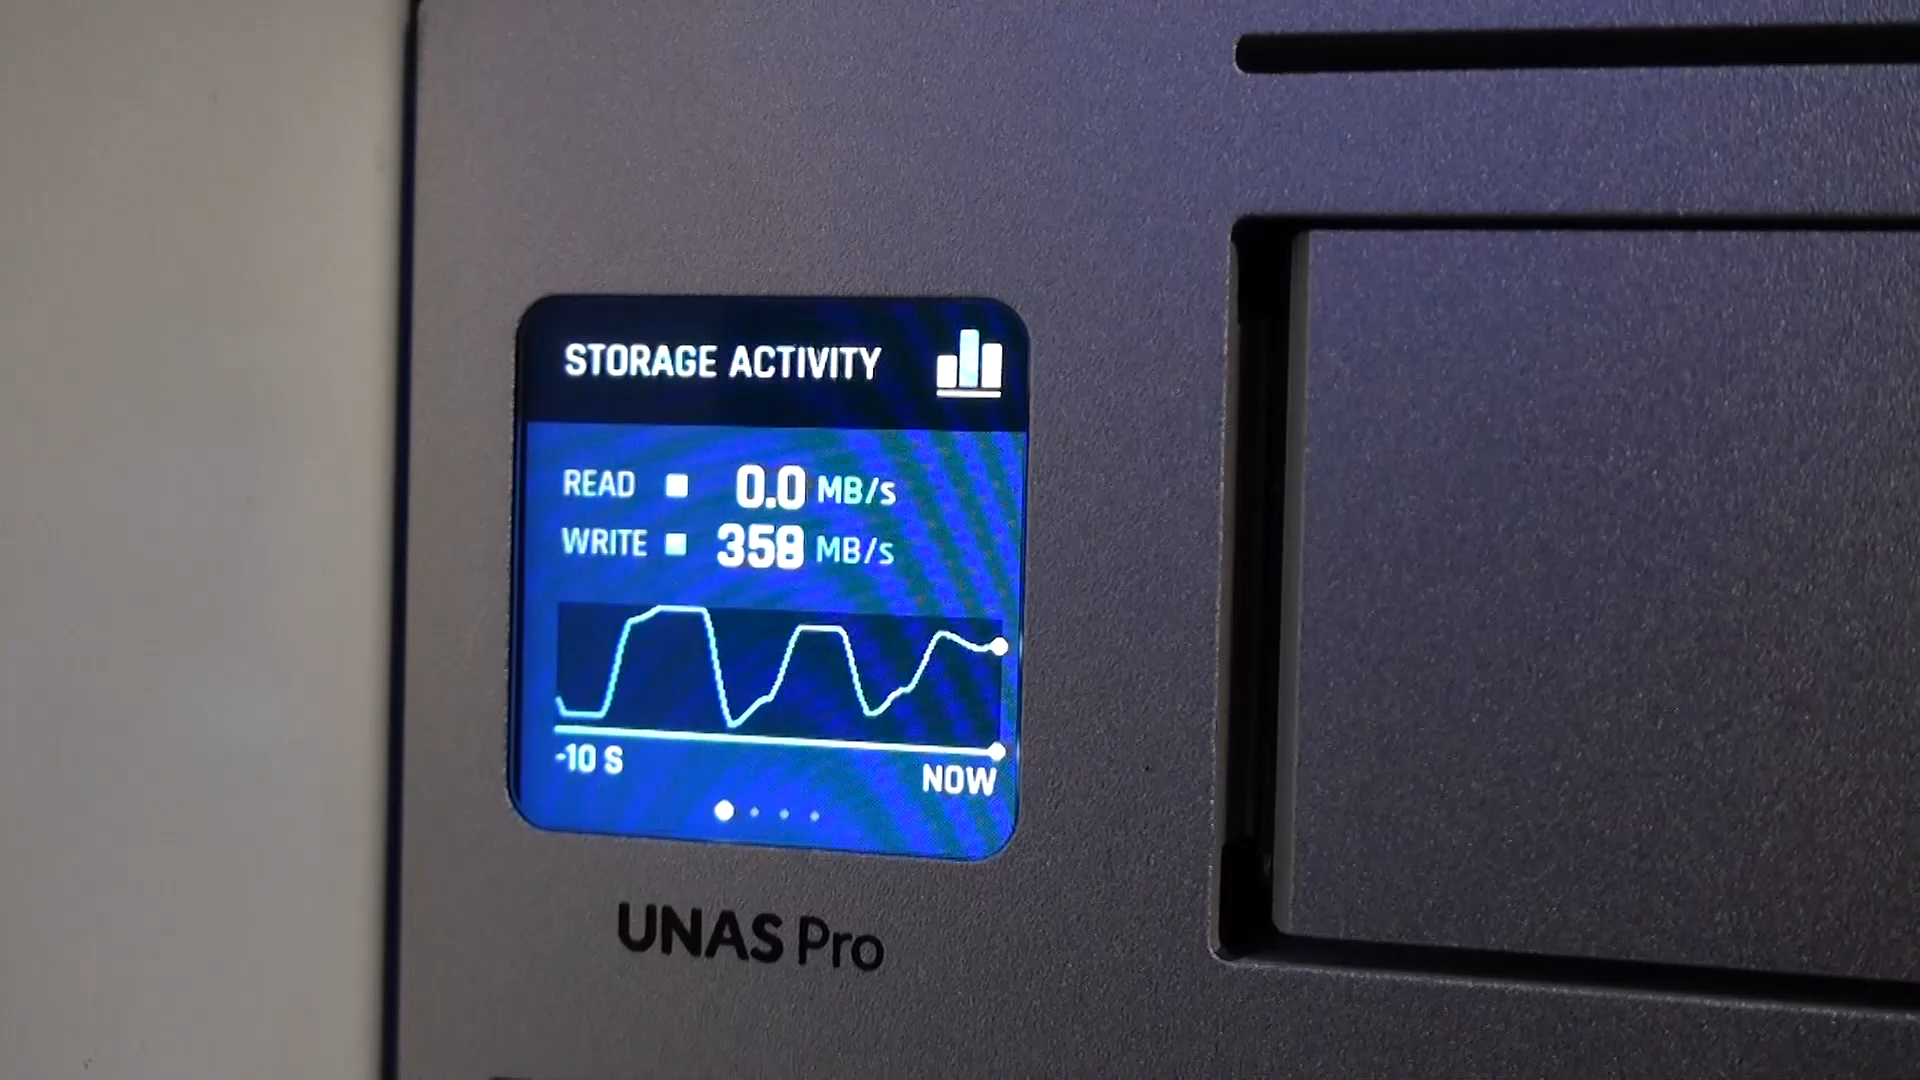 STORAGE ACTIVITY
READ 0.0 MB/s
WRITE 358 MB/s
-10 S NOW
UNAS Pro